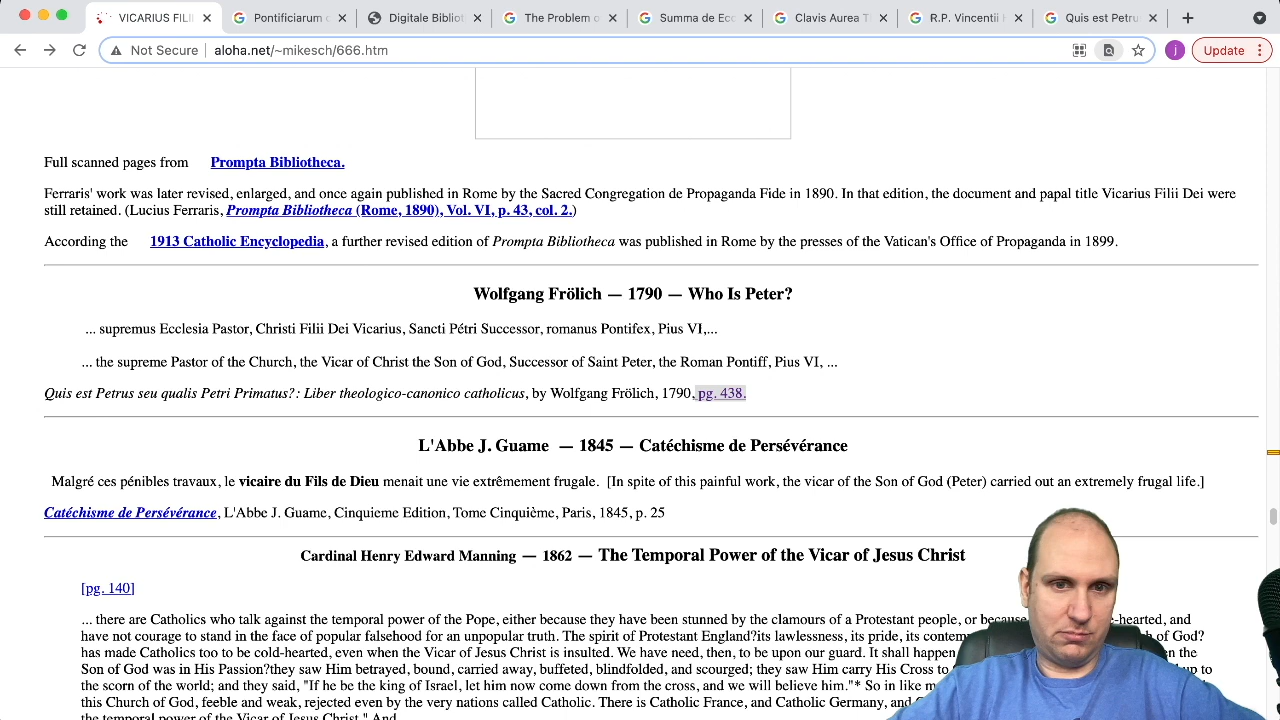 VICARIUS FILI
Pontificiarum
Digitale Bibliot
The Problem o
Summa de Ecc
Clavis Aurea T
R.P. Vincentii
Quis est Petru
Not Secure aloha.net/~mikesch/666.htm j Update
Full scanned pages from Prompta Bibliotheca.
Ferraris' work was later revised, enlarged, and once again published in Rome by the Sacred Congregation de Propaganda Fide in 1890. In that edition, the document and papal title Vicarius Filii Dei were
still retained. (Lucius Ferraris, Prompta Bibliotheca (Rome, 1890), Vol. VI, p. 43, col. 2.)
According the 1913 Catholic Encyclopedia, a further revised edition of Prompta Bibliotheca was published in Rome by the presses of the Vatican's Office of Propaganda in 1899.
Wolfgang Frölich — 1790 — Who Is Peter?
... supremus Ecclesia Pastor, Christi Filii Dei Vicarius, Sancti Pétri Successor, romanus Pontifex, Pius VI,...
... the supreme Pastor of the Church, the Vicar of Christ the Son of God, Successor of Saint Peter, the Roman Pontiff, Pius VI, ...
Quis est Petrus seu qualis Petri Primatus?: Liber theologico-canonico catholicus, by Wolfgang Frölich, 1790, pg. 438.
L'Abbe J. Guame — 1845 — Catéchisme de Persévérance
Malgré ces pénibles travaux, le vicaire du Fils de Dieu menait une vie extrêmement frugale. [In spite of this painful work, the vicar of the Son of God (Peter) carried out an extremely frugal life.]
Catéchisme de Persévérance, L'Abbe J. Guame, Cinquieme Edition, Tome Cinquième, Paris, 1845, p. 25
Cardinal Henry Edward Manning — 1862 — The Temporal Power of the Vicar of Jesus Christ
[pg. 140]
... there are Catholics who talk against the temporal power of the Pope, either because they have been stunned by the clamours of a Protestant people, or because e-hearted, and
have not courage to stand in the face of popular falsehood for an unpopular truth. The spirit of Protestant England?its lawlessness, its pride, its contem h of God?
has made Catholics too to be cold-hearted, even when the Vicar of Jesus Christ is insulted. We have need, then, to be upon our guard. It shall happen en the
Son of God was in His Passion?they saw Him betrayed, bound, carried away, buffeted, blindfolded, and scourged; they saw Him carry His Cross to up to
the scorn of the world; and they said, "If he be the king of Israel, let him now come down from the cross, and we will believe him."* So in like m
this Church of God, feeble and weak, rejected even by the very nations called Catholic. There is Catholic France, and Catholic Germany, and
the temporal power of the Vicar of Jesus Christ." And